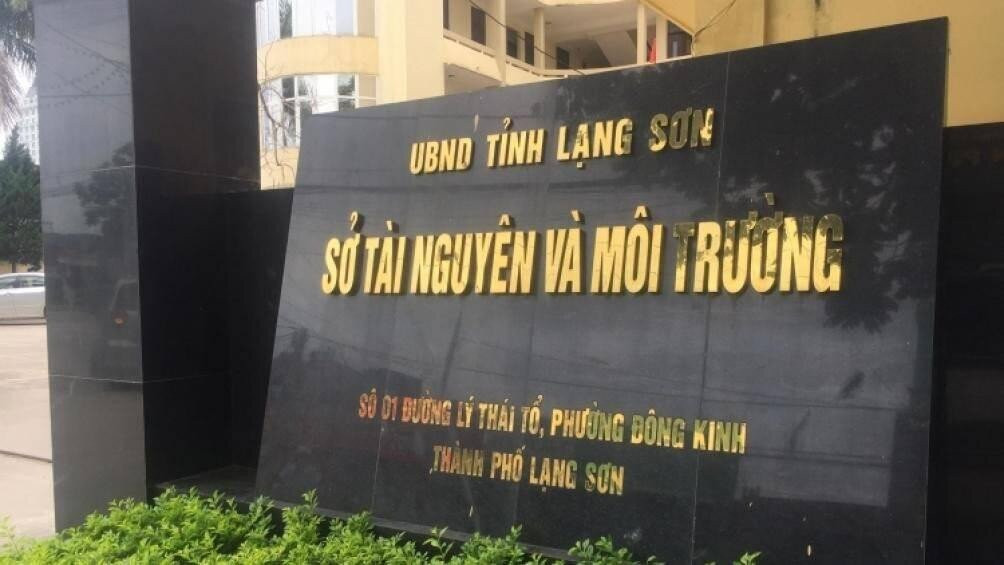 UBND TỈNH LẠNG SƠN
SỞ TÀI NGUYÊN VÀ MÔI TRƯỜNG
SỐ 01 ĐƯỜNG LÝ THÁI TỔ, PHƯỜNG ĐÔNG KINH
THÀNH PHỐ LẠNG SƠN